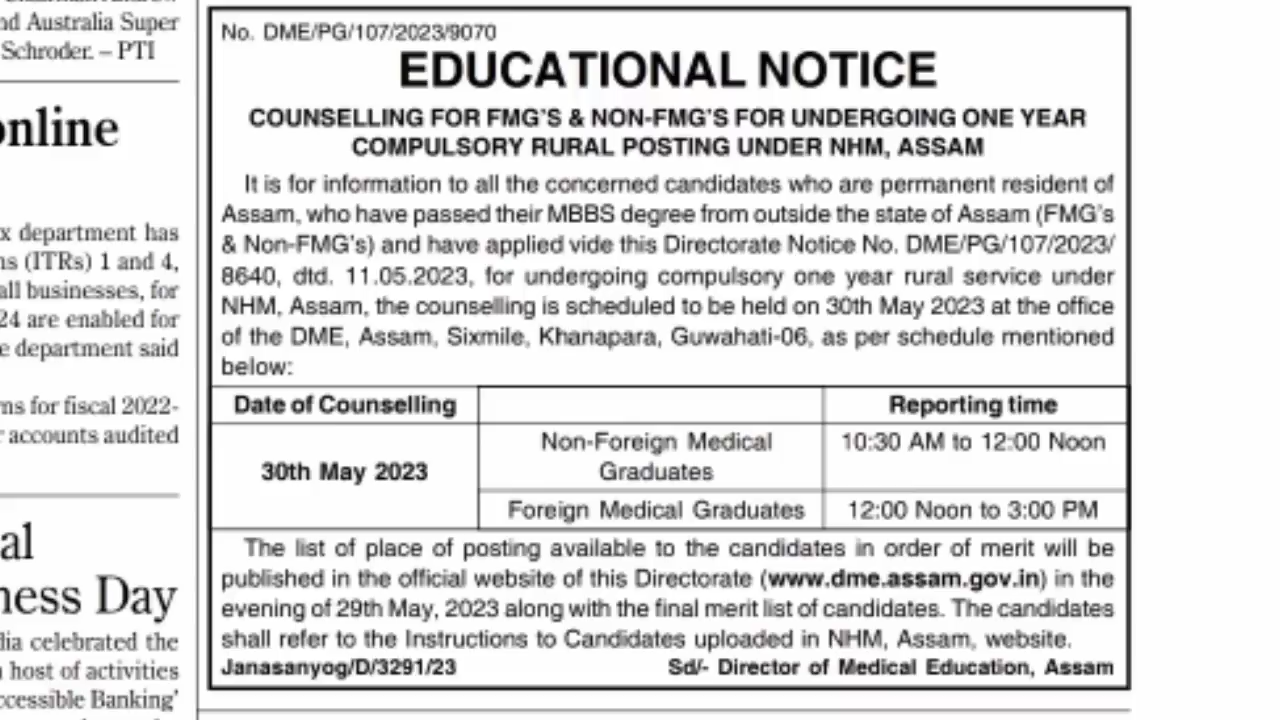 nd Australia Super
Schroder. – PTI
online
x department has
ns (ITRs) 1 and 4,
all businesses, for
24 are enabled for
e department said
ns for fiscal 2022-
r accounts audited
al
ness Day
dia celebrated the
host of activities
ccessible Banking'
No. DME/PG/107/2023/9070
EDUCATIONAL NOTICE
COUNSELLING FOR FMG'S & NON-FMG'S FOR UNDERGOING ONE YEAR
COMPULSORY RURAL POSTING UNDER NHM, ASSAM
It is for information to all the concerned candidates who are permanent resident of
Assam, who have passed their MBBS degree from outside the state of Assam (FMG's
& Non-FMG's) and have applied vide this Directorate Notice No. DME/PG/107/2023/
8640, dtd. 11.05.2023, for undergoing compulsory one year rural service under
NHM, Assam, the counselling is scheduled to be held on 30th May 2023 at the office
of the DME, Assam, Sixmile, Khanapara, Guwahati-06, as per schedule mentioned
below:
Date of Counselling Reporting time
30th May 2023
Non-Foreign Medical 10:30 AM to 12:00 Noon
Graduates
Foreign Medical Graduates 12:00 Noon to 3:00 PM
The list of place of posting available to the candidates in order of merit will be
published in the official website of this Directorate (www.dme.assam.gov.in) in the
evening of 29th May, 2023 along with the final merit list of candidates. The candidates
shall refer to the Instructions to Candidates uploaded in NHM, Assam, website.
Janasanyog/D/3291/23 Sd/- Director of Medical Education, Assam